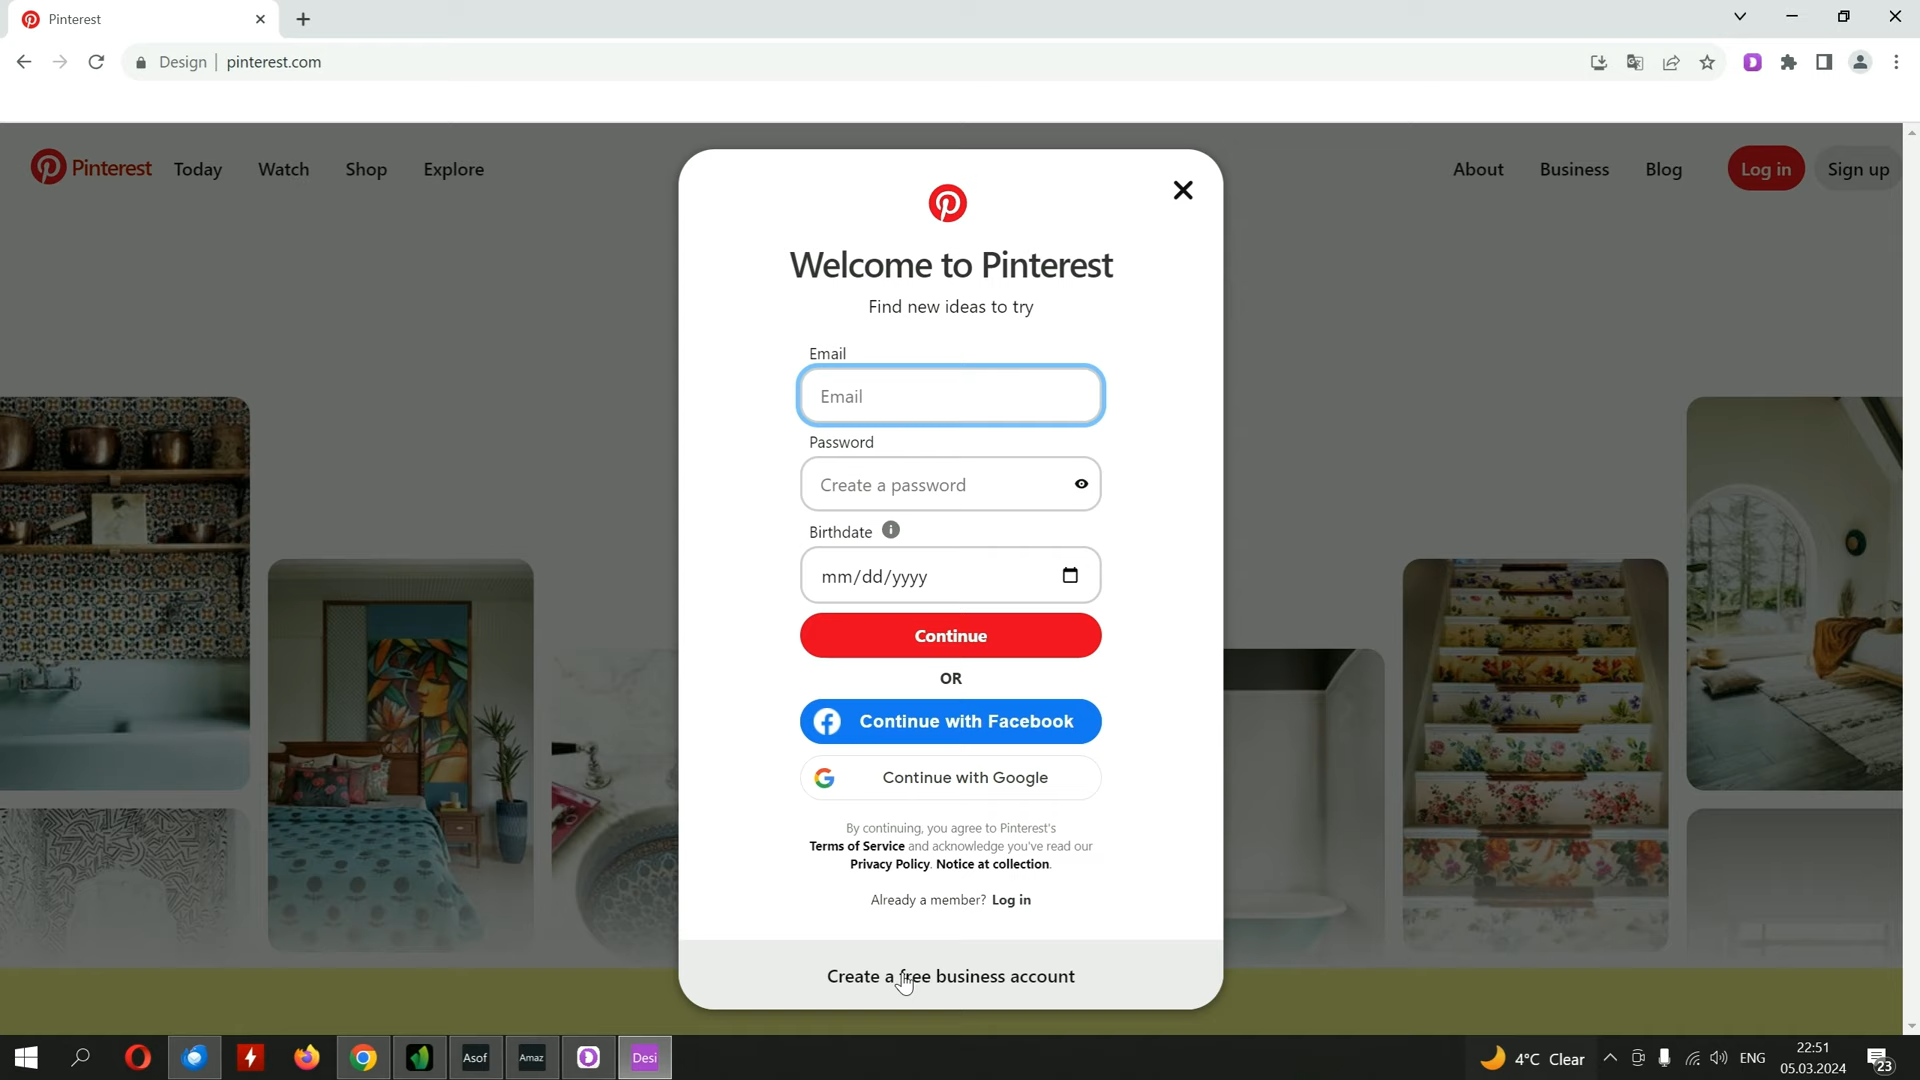 Pinterest
Design | pinterest.com
Pinterest Today Watch Shop Explore
About Business Blog Log in Sign up
Welcome to Pinterest
Find new ideas to try
Email
Email
Password
Create a password
Birthdate
mm/dd/yyyy
Continue
OR
Continue with Facebook
Continue with Google
By continuing, you agree to Pinterest's
Terms of Service and acknowledge you've read our
Privacy Policy. Notice at collection.
Already a member? Log in
Create a free business account
Asof
Amaz
Desi
4°C Clear
ENG
22:51
05.03.2024
23